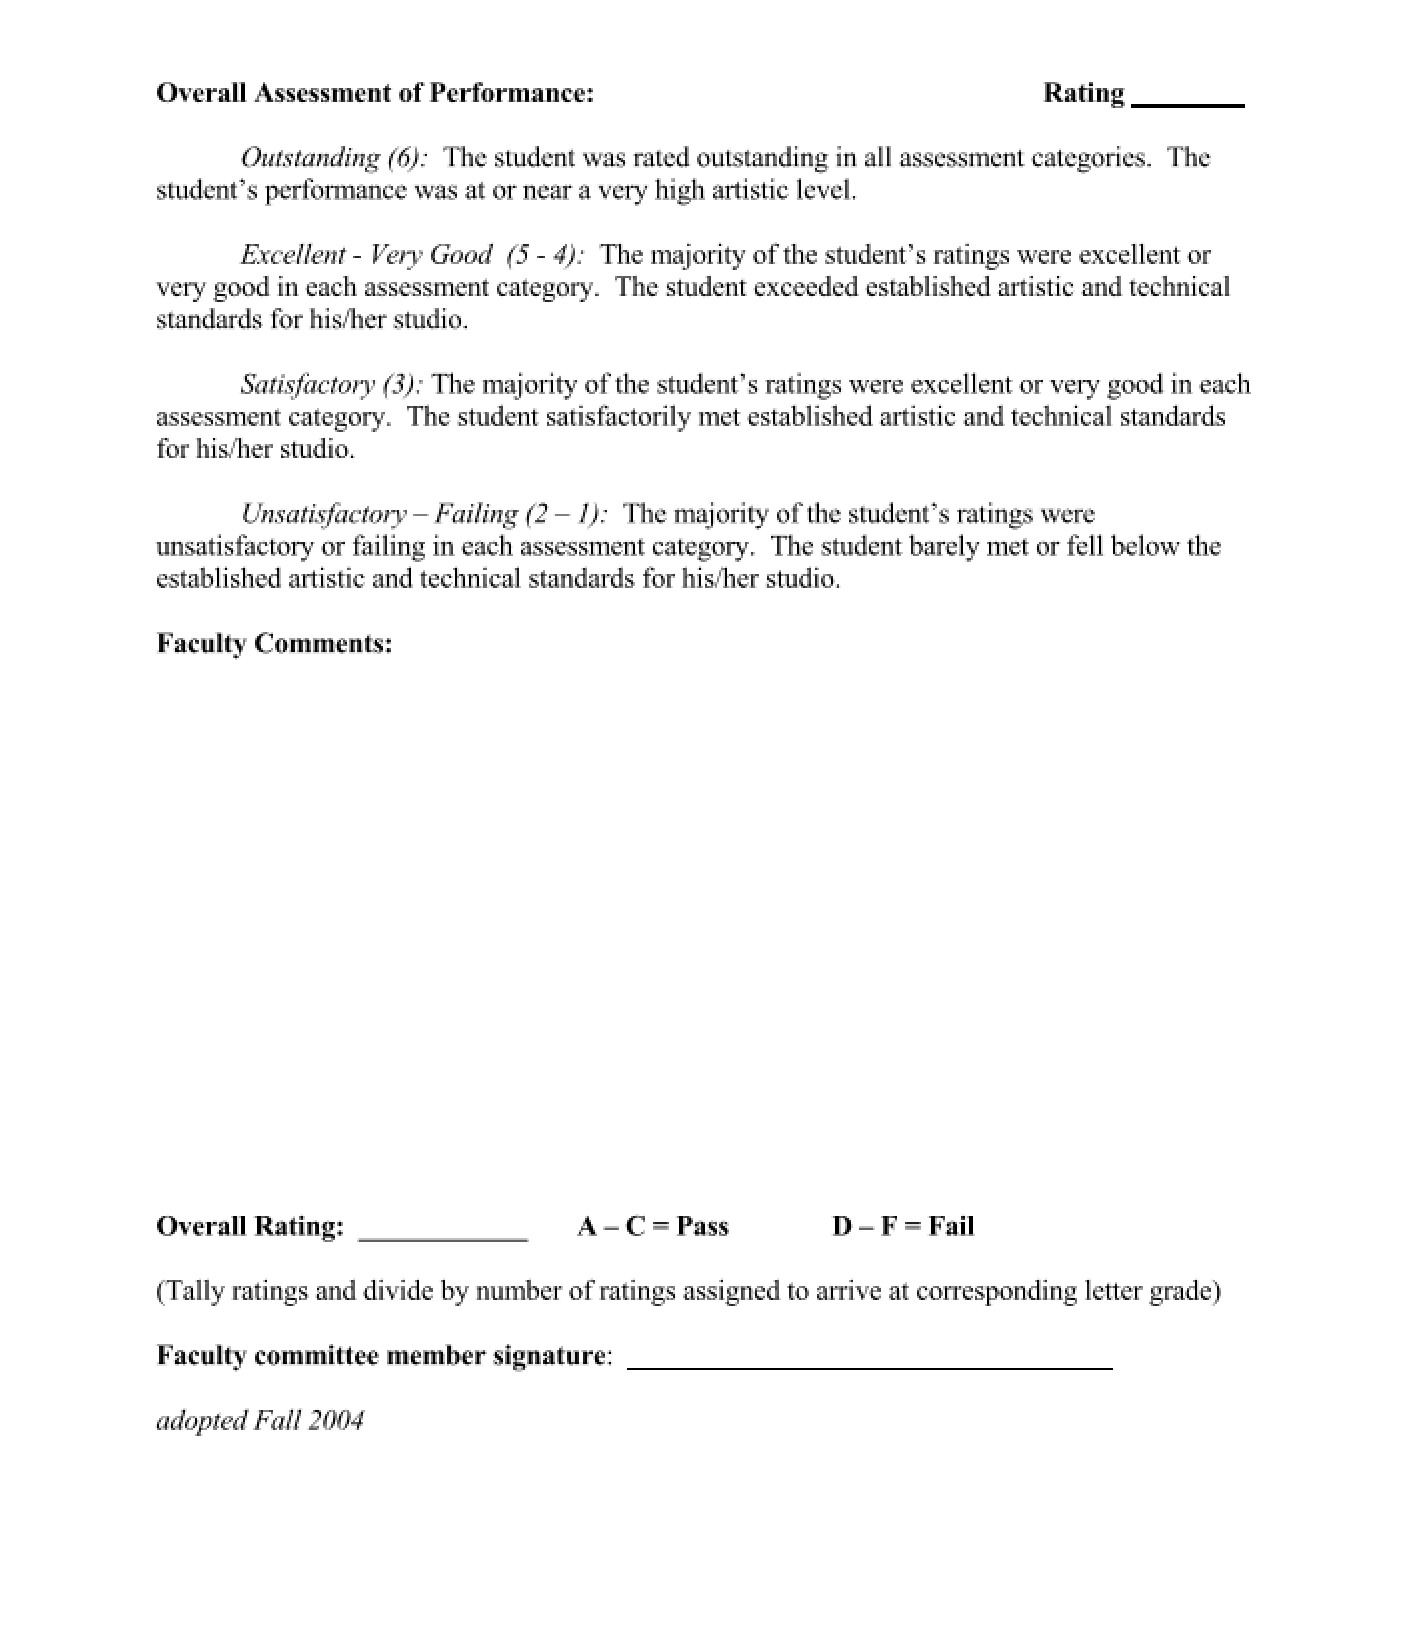 Overall Assessment of Performance: Rating ________
Outstanding (6):  The student was rated outstanding in all assessment categories.  The
student’s performance was at or near a very high artistic level.
Excellent - Very Good  (5 - 4):  The majority of the student’s ratings were excellent or
very good in each assessment category.  The student exceeded established artistic and technical
standards for his/her studio.
Satisfactory (3): The majority of the student’s ratings were excellent or very good in each
assessment category.  The student satisfactorily met established artistic and technical standards
for his/her studio.
Unsatisfactory – Failing (2 – 1):  The majority of the student’s ratings were
unsatisfactory or failing in each assessment category.  The student barely met or fell below the
established artistic and technical standards for his/her studio.
Faculty Comments:
Overall Rating: ____________ A – C = Pass D – F = Fail
(Tally ratings and divide by number of ratings assigned to arrive at corresponding letter grade)
Faculty committee member signature: ___________________________________
adopted Fall 2004